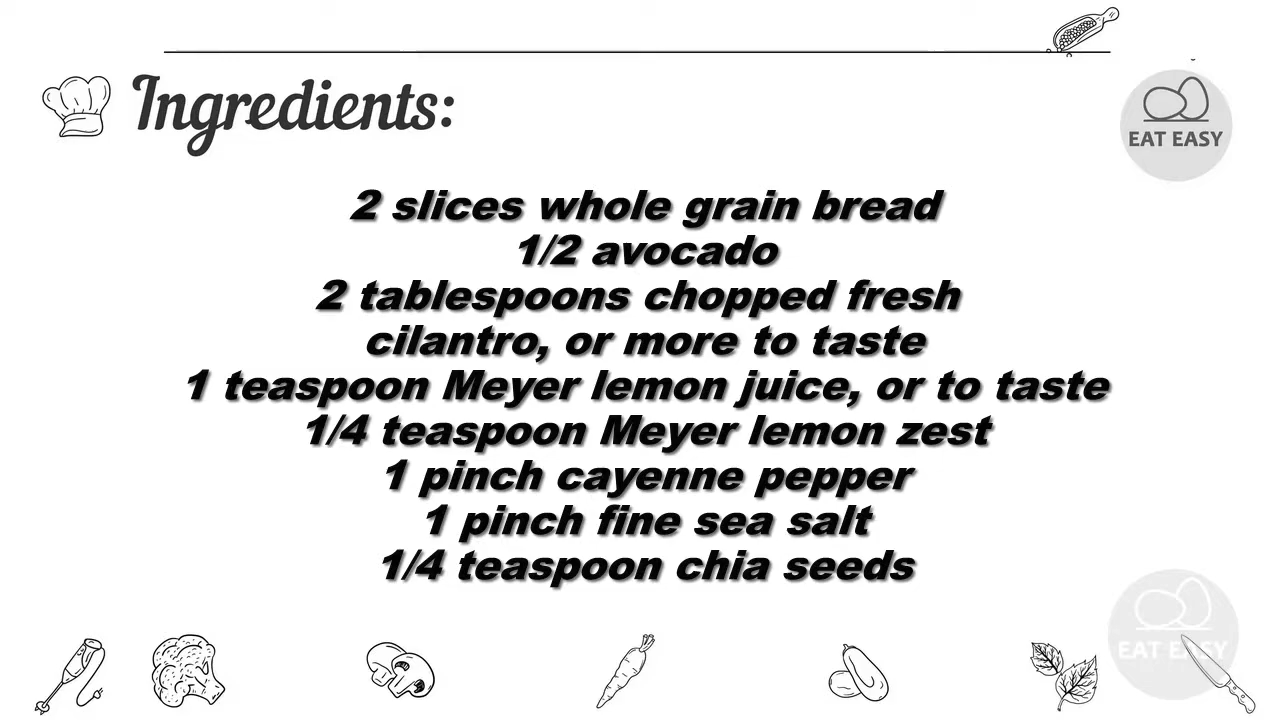 Ingredients:
EAT EASY
2 slices whole grain bread
1/2 avocado
2 tablespoons chopped fresh
cilantro, or more to taste
1 teaspoon Meyer lemon juice, or to taste
1/4 teaspoon Meyer lemon zest
1 pinch cayenne pepper
1 pinch fine sea salt
1/4 teaspoon chia seeds
EAT EASY